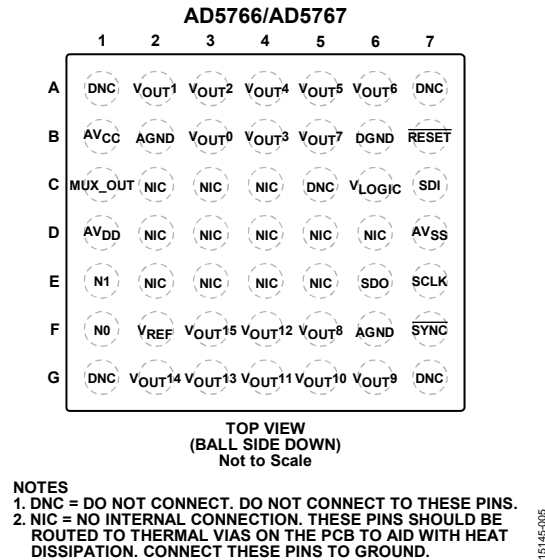 AD5766/AD5767
1 2 3 4 5 6 7
A DNC VOUT1 VOUT2 VOUT4 VOUT5 VOUT6 DNC
B AVCC AGND VOUT0 VOUT3 VOUT7 DGND RESET
C MUX_OUT NIC NIC NIC DNC VLOGIC SDI
D AVDD NIC NIC NIC NIC NIC AVSS
E N1 NIC NIC NIC NIC SDO SCLK
F N0 VREF VOUT15 VOUT12 VOUT8 AGND SYNC
G DNC VOUT14 VOUT13 VOUT11 VOUT10 VOUT9 DNC
TOP VIEW
(BALL SIDE DOWN)
Not to Scale
NOTES
1. DNC = DO NOT CONNECT. DO NOT CONNECT TO THESE PINS.
2. NIC = NO INTERNAL CONNECTION. THESE PINS SHOULD BE
ROUTED TO THERMAL VIAS ON THE PCB TO AID WITH HEAT
DISSIPATION. CONNECT THESE PINS TO GROUND.
15145-005